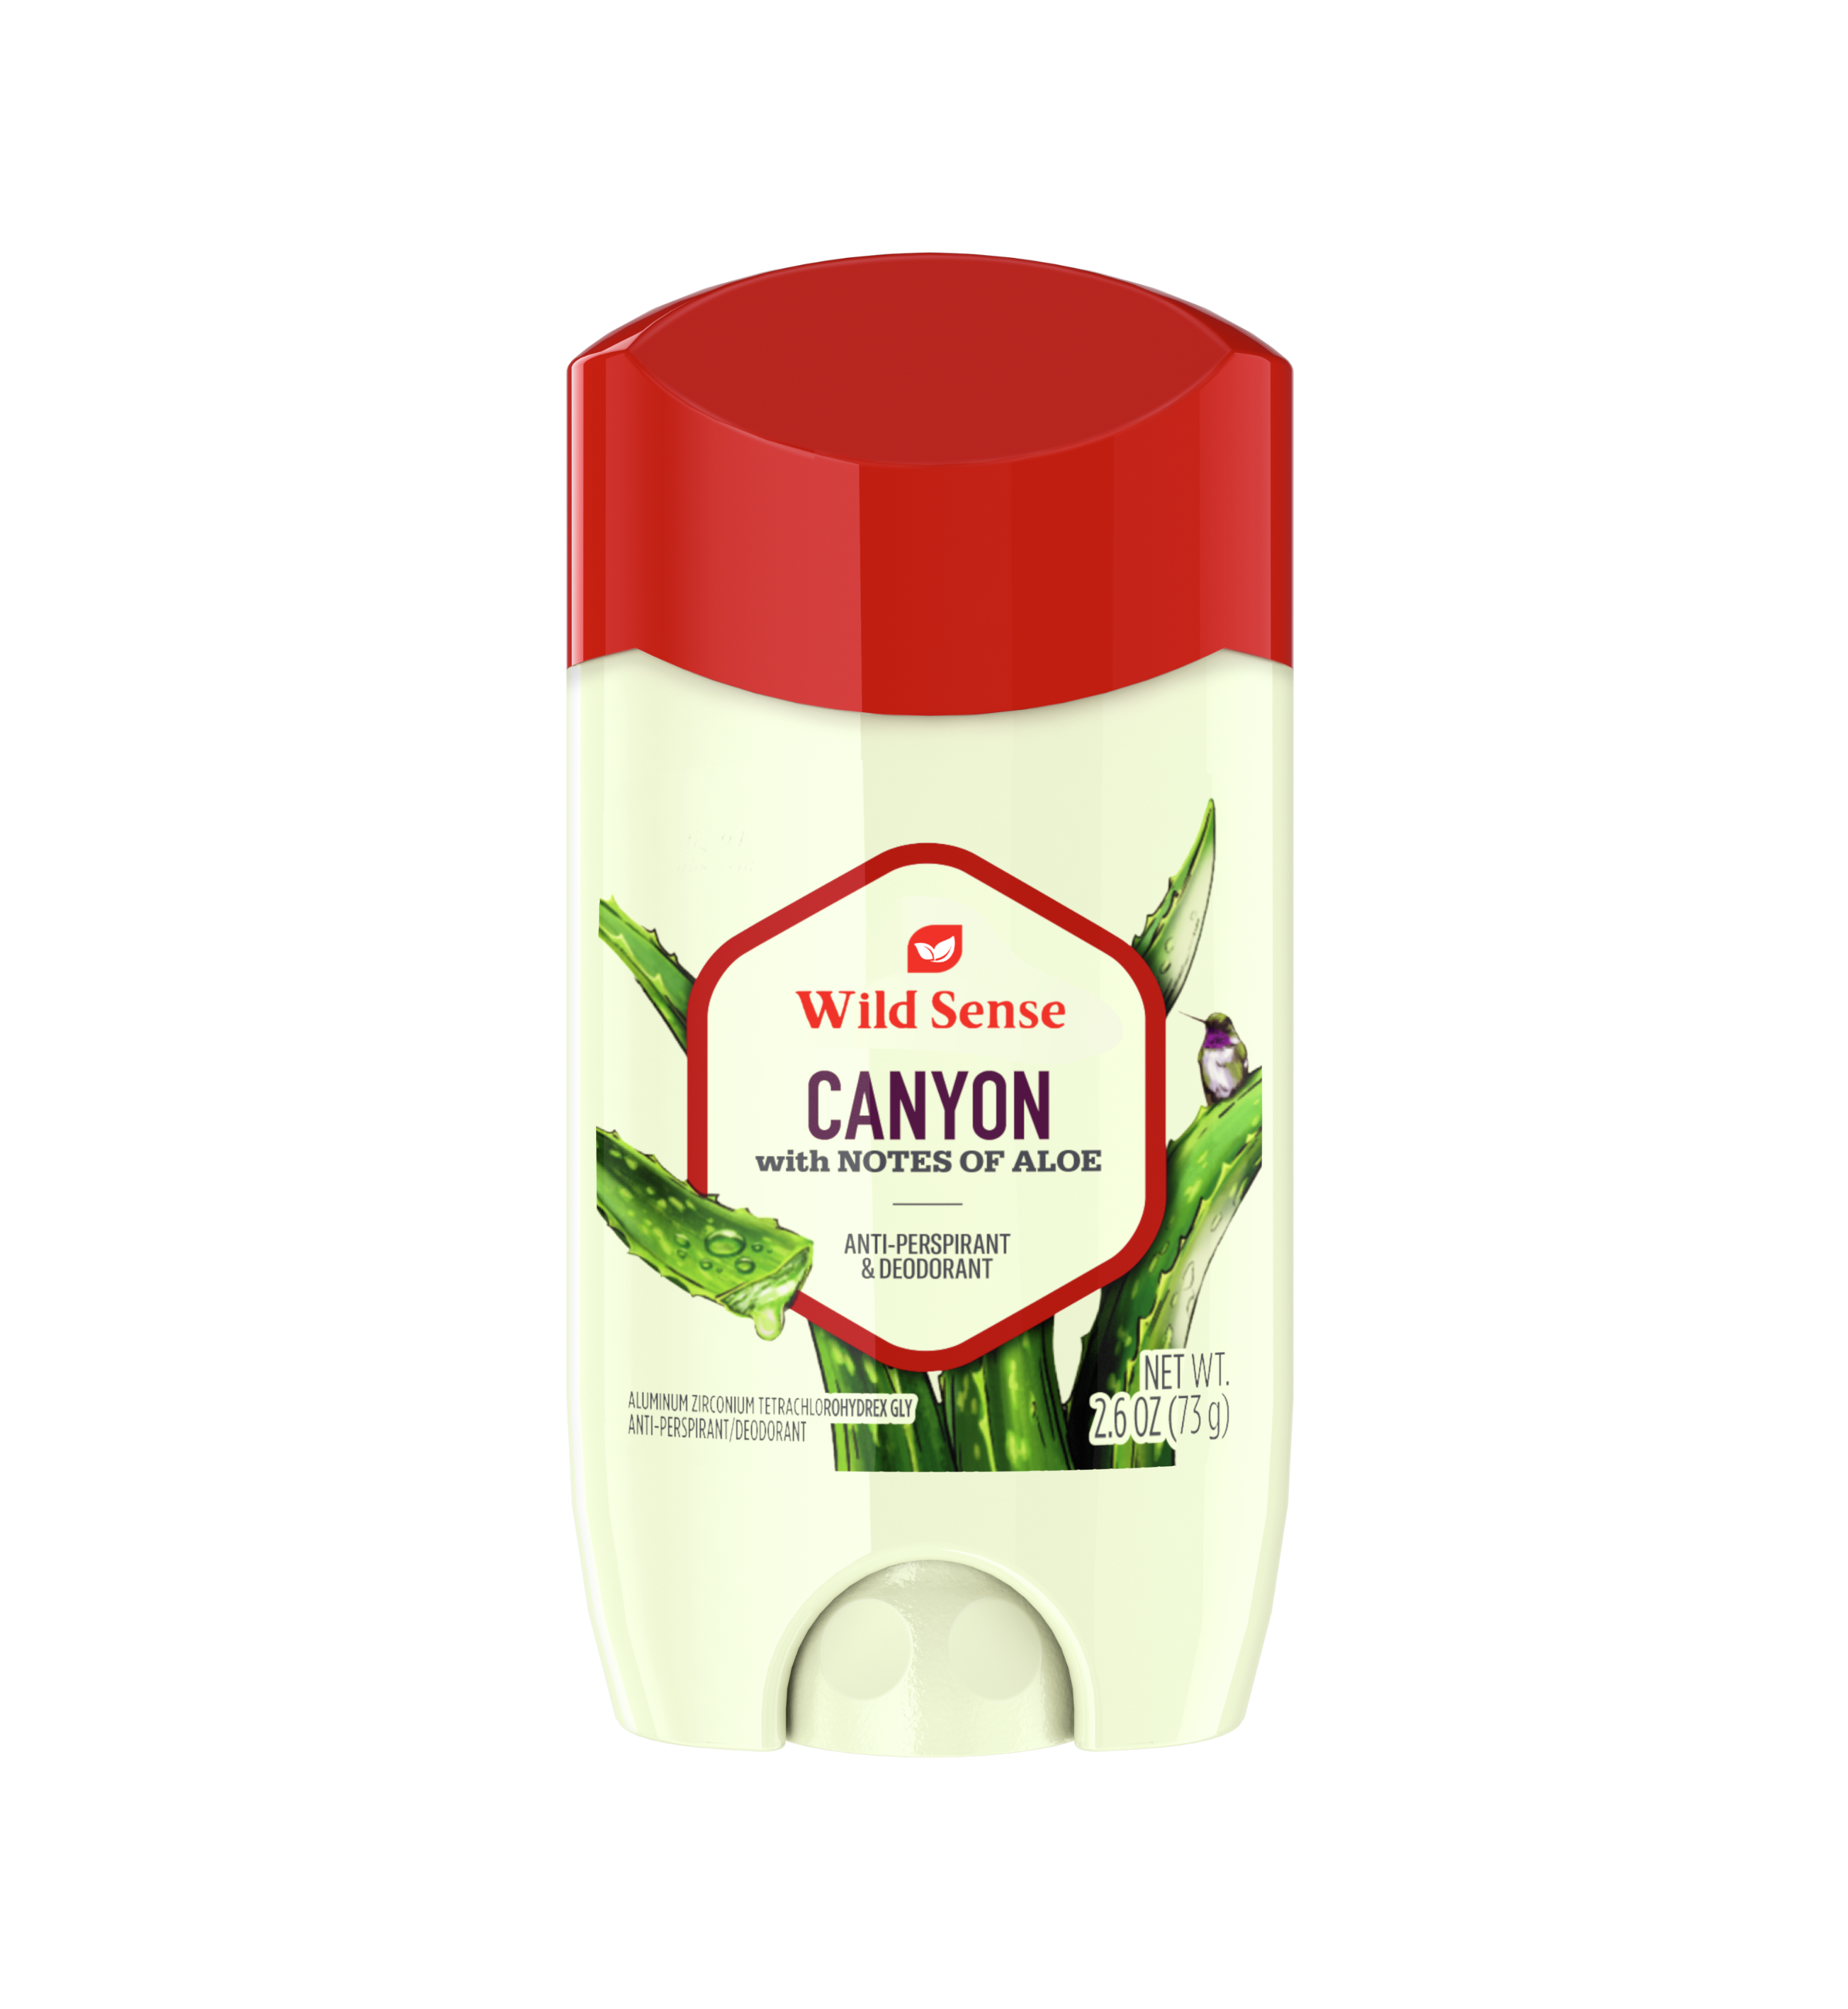 Wild Sense
CANYON
with NOTES OF ALOE
ANTI-PERSPIRANT
& DEODORANT
NET WT.
2.6 OZ (73 g)
ALUMINUM ZIRCONIUM TETRACHLOROHYDREX GLY
ANTI-PERSPIRANT/DEODORANT